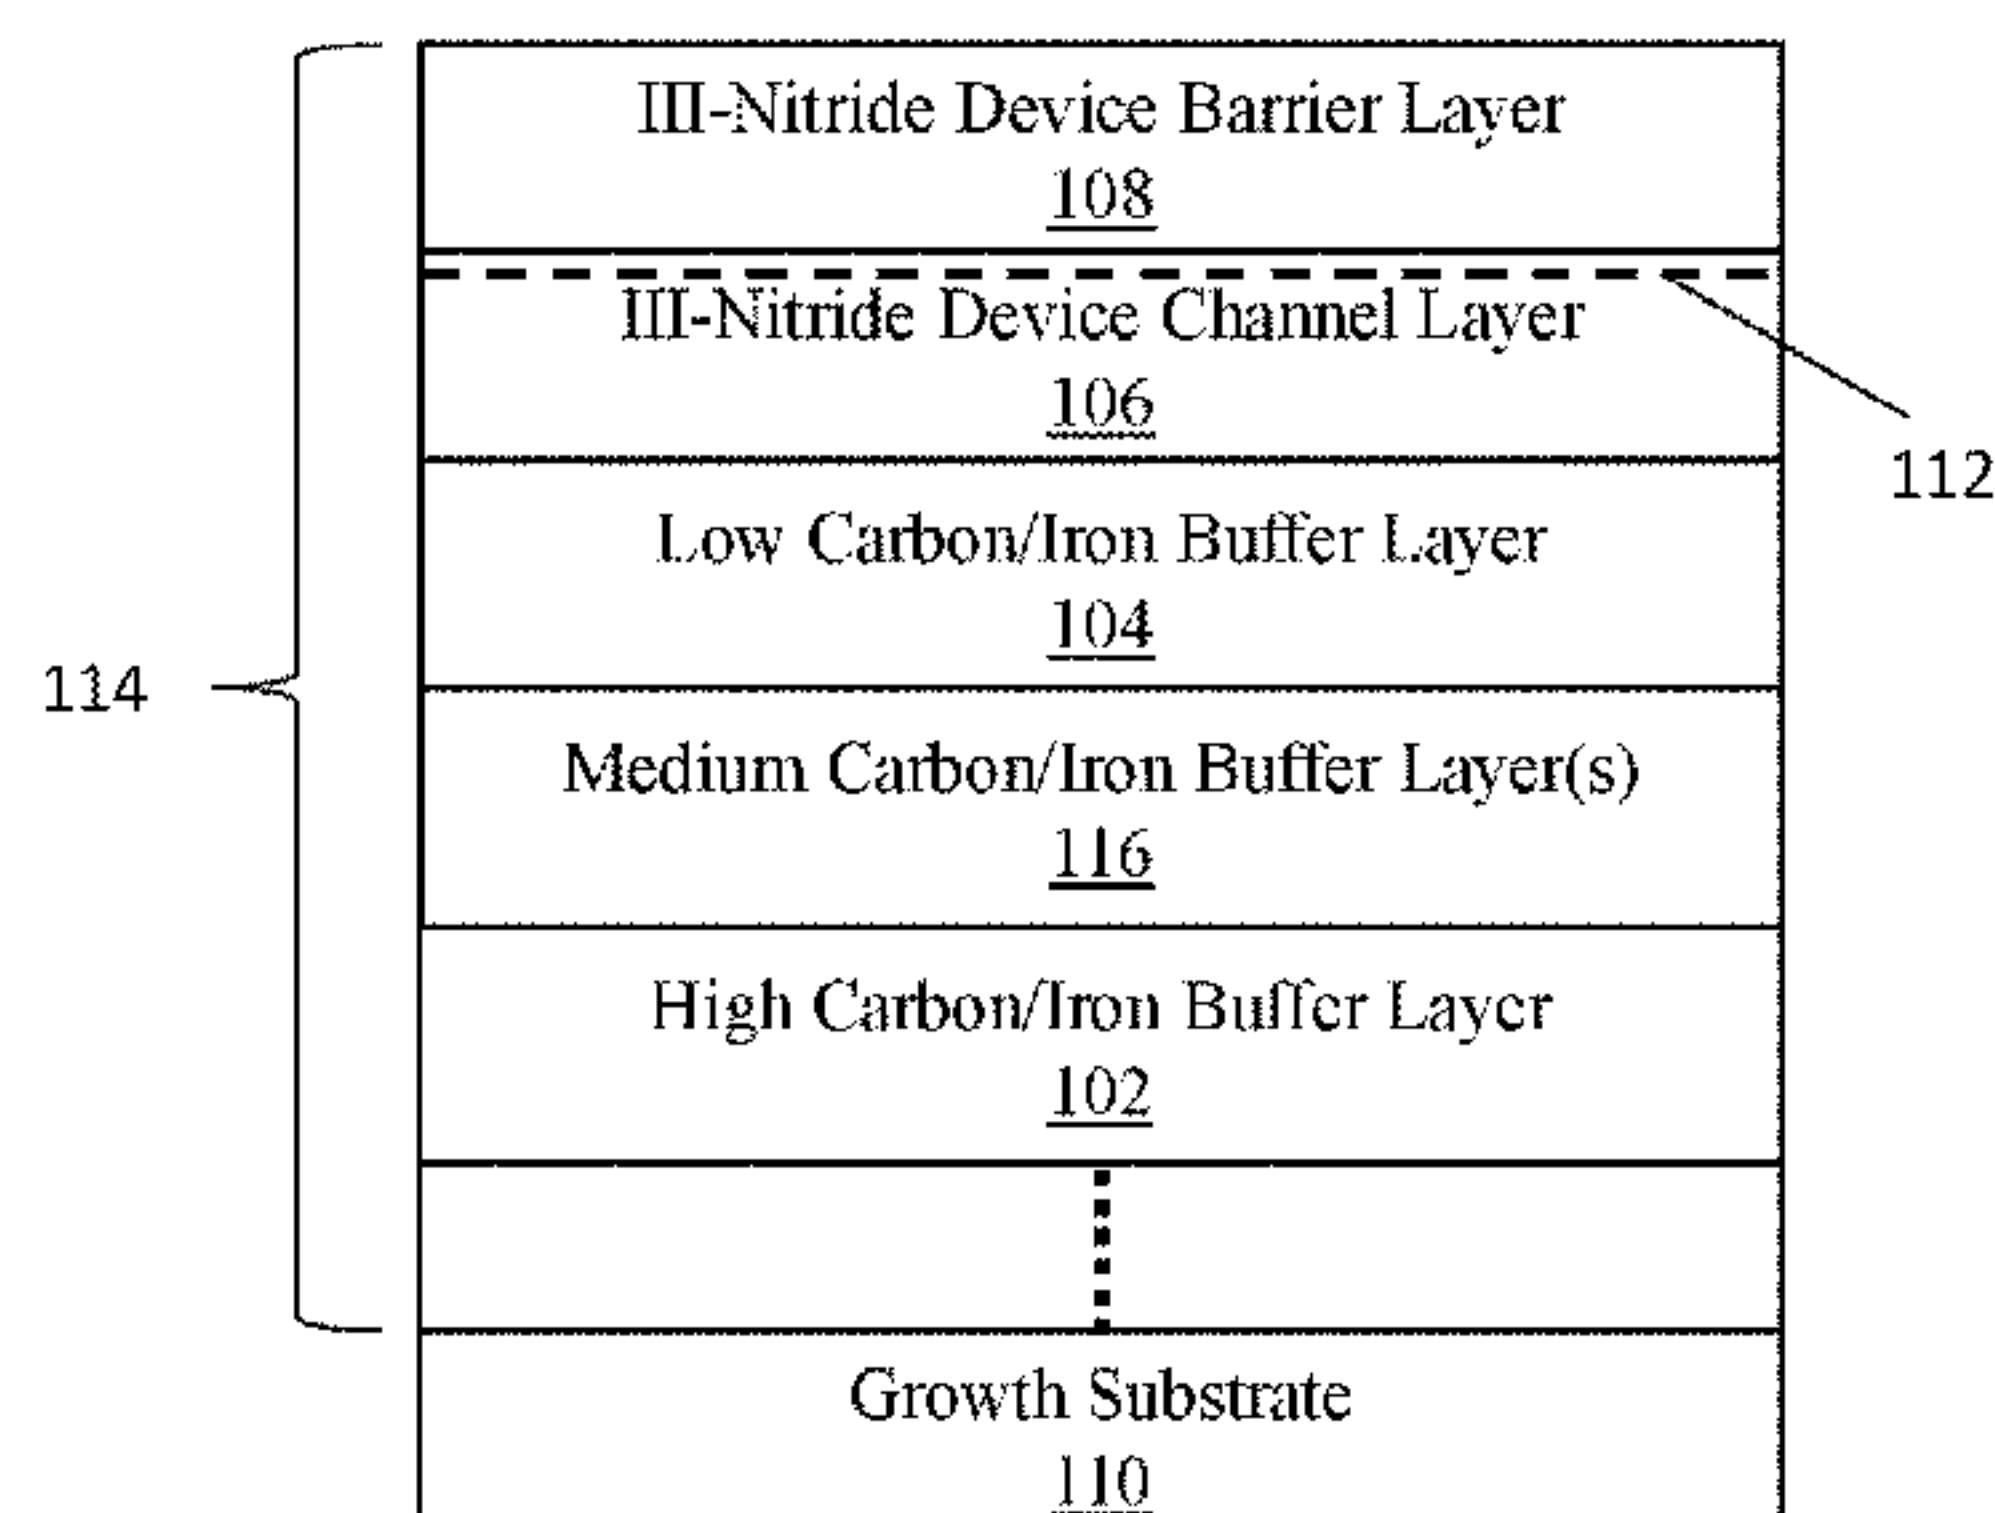 III-Nitride Device Barrier Layer
108
III-Nitride Device Channel Layer
106
112
Low Carbon/Iron Buffer Layer
104
114
Medium Carbon/Iron Buffer Layer(s)
116
High Carbon/Iron Buffer Layer
102
Growth Substrate
110